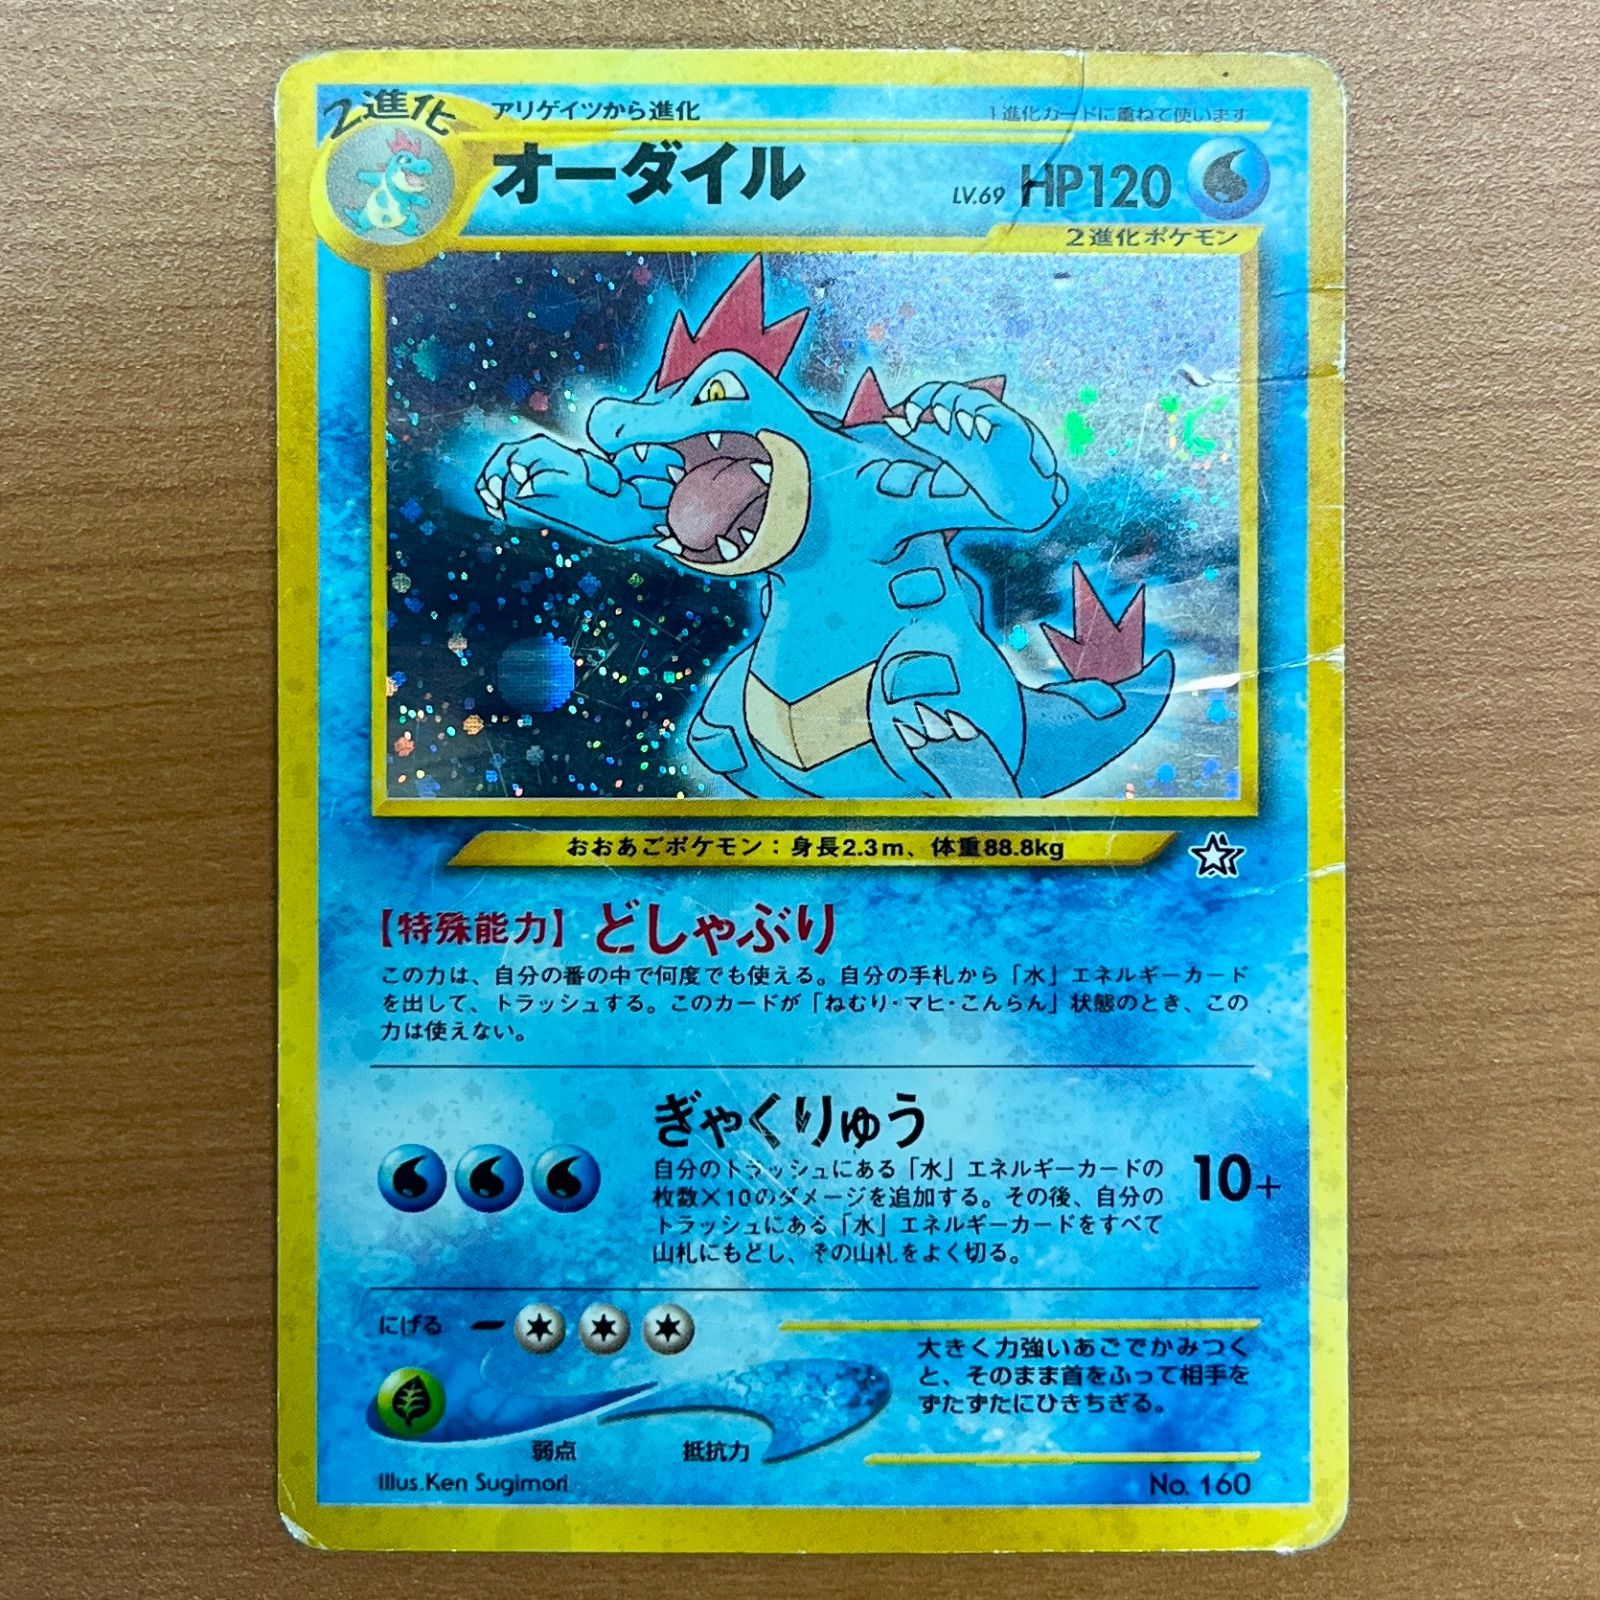 2進化
アリゲイツから進化
1進化カードに重ねて使います
オーダイル
LV.69 HP120
2進化ポケモン
おおあごポケモン：身長2.3m、体重88.8kg
【特殊能力】どしゃぶり
この力は、自分の番の中で何度でも使える。自分の手札から「水」エネルギーカード
を出して、トラッシュする。このカードが「ねむり・マヒ・こんらん」状態のとき、この
力は使えない。
ぎゃくりゅう
自分のトラッシュにある「水」エネルギーカードの
枚数×10のダメージを追加する。その後、自分の
トラッシュにある「水」エネルギーカードをすべて
山札にもどし、その山札をよく切る。
10+
にげる
大きく力強いあごでかみつく
と、そのまま首をふって相手を
ずたずたにひきちぎる。
弱点
抵抗力
Illus.Ken Sugimori
No. 160